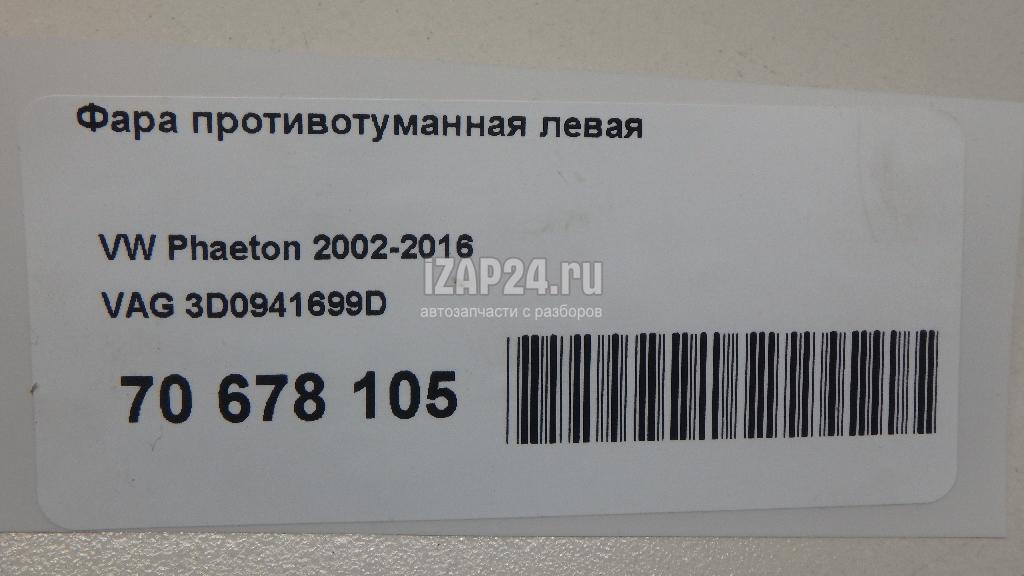 Фара противотуманная левая
VW Phaeton 2002-2016
iZAP24.ru
VAG 3D0941699D
автозапчасти с разборов
70 678 105